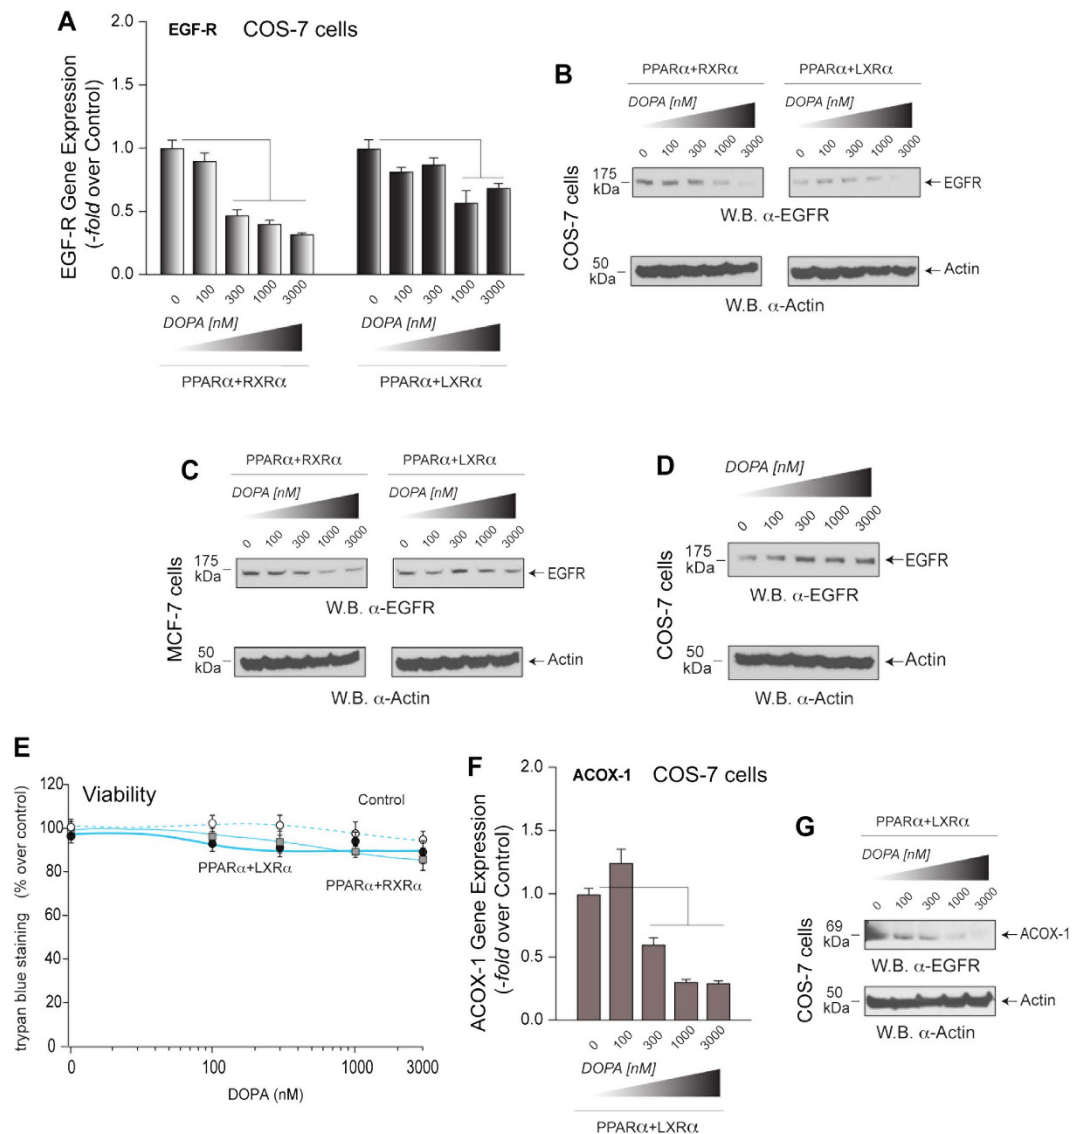 A
EGF-R COS-7 cells
EGF-R Gene Expression
(-fold over Control)
2.0
1.5
1.0
0.5
0.0
0 100 300 1000 3000 0 100 300 1000 3000
DOPA [nM] DOPA [nM]
PPARα+RXRα PPARα+LXRα
B
PPARα+RXRα PPARα+LXRα
DOPA [nM] DOPA [nM]
0 100 300 1000 3000 0 100 300 1000 3000
COS-7 cells
175
kDa
EGFR
W.B. α-EGFR
50
kDa
Actin
W.B. α-Actin
C
PPARα+RXRα PPARα+LXRα
DOPA [nM] DOPA [nM]
0 100 300 1000 3000 0 100 300 1000 3000
MCF-7 cells
175
kDa
EGFR
W.B. α-EGFR
50
kDa
Actin
W.B. α-Actin
D
DOPA [nM]
0 100 300 1000 3000
COS-7 cells
175
kDa
EGFR
W.B. α-EGFR
50
kDa
Actin
W.B. α-Actin
E
Viability
Control
PPARα+LXRα
PPARα+RXRα
trypan blue staining (% over control)
120
100
80
60
40
20
0
0 100 1000 3000
DOPA (nM)
F
ACOX-1 COS-7 cells
ACOX-1 Gene Expression
(-fold over Control)
2.0
1.5
1.0
0.5
0.0
0 100 300 1000 3000
DOPA [nM]
PPARα+LXRα
G
PPARα+LXRα
DOPA [nM]
0 100 300 1000 3000
COS-7 cells
69
kDa
ACOX-1
W.B. α-EGFR
50
kDa
Actin
W.B. α-Actin